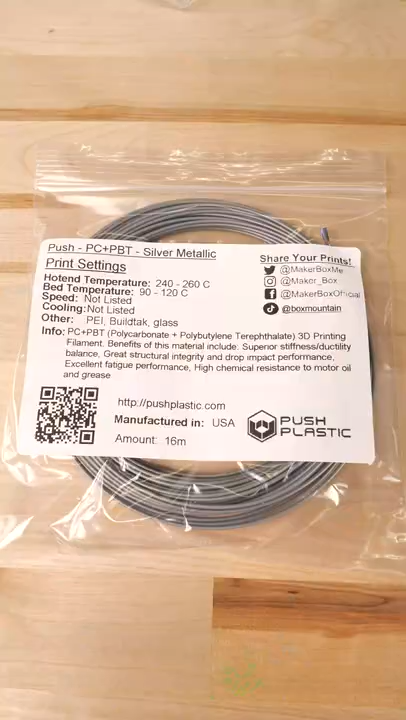 Push - PC+PBT - Silver Metallic
Print Settings
Hotend Temperature: 240 - 260 C
Bed Temperature: 90 - 120 C
Speed: Not Listed
Cooling: Not Listed
Other: PEI, Buildtak, glass
Info: PC+PBT (Polycarbonate + Polybutylene Terephthalate) 3D Printing
Filament. Benefits of this material include: Superior stiffness/ductility
balance, Great structural integrity and drop impact performance,
Excellent fatigue performance, High chemical resistance to motor oil
and grease
Share Your Prints!
@MakerBoxMe
@Maker_Box
@MakerBoxOfficial
@boxmountain
http://pushplastic.com
Manufactured in: USA
Amount: 16m
PUSH
PLASTIC